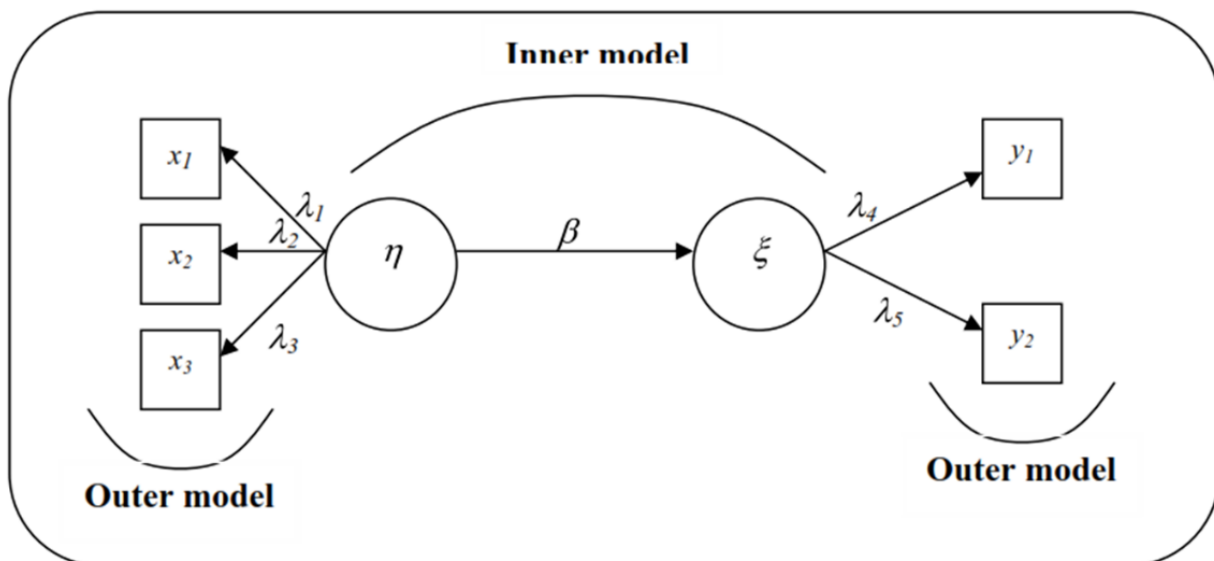 Inner model
x1
λ1
λ2
x2
λ3
x3
η
β
ξ
λ4
y1
λ5
y2
Outer model
Outer model